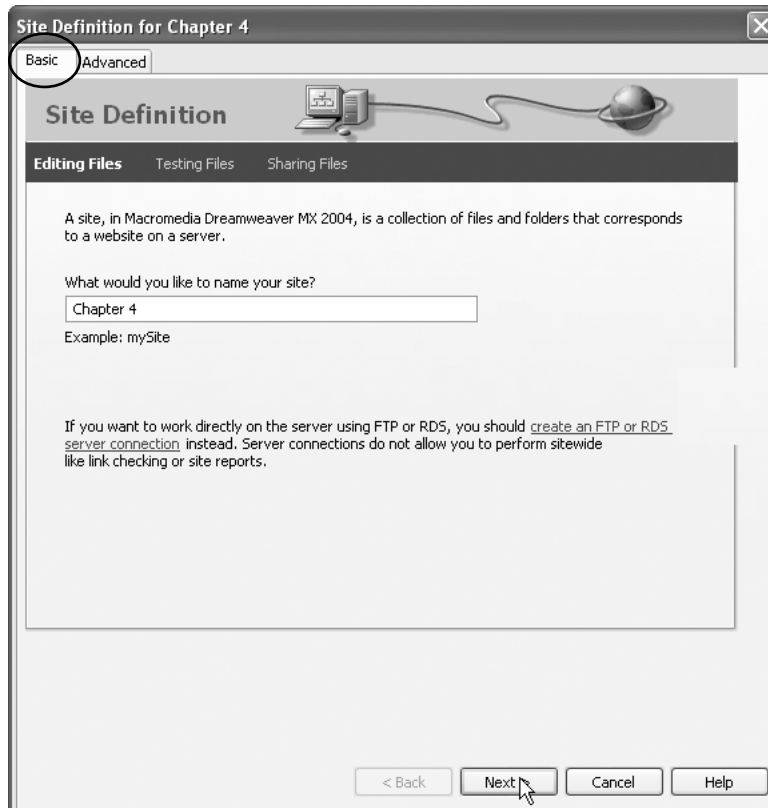 Site Definition for Chapter 4
Basic Advanced
Site Definition
Editing Files Testing Files Sharing Files
A site, in Macromedia Dreamweaver MX 2004, is a collection of files and folders that corresponds
to a website on a server.
What would you like to name your site?
Chapter 4
Example: mySite
If you want to work directly on the server using FTP or RDS, you should create an FTP or RDS
server connection instead. Server connections do not allow you to perform sitewide
like link checking or site reports.
< Back Next > Cancel Help